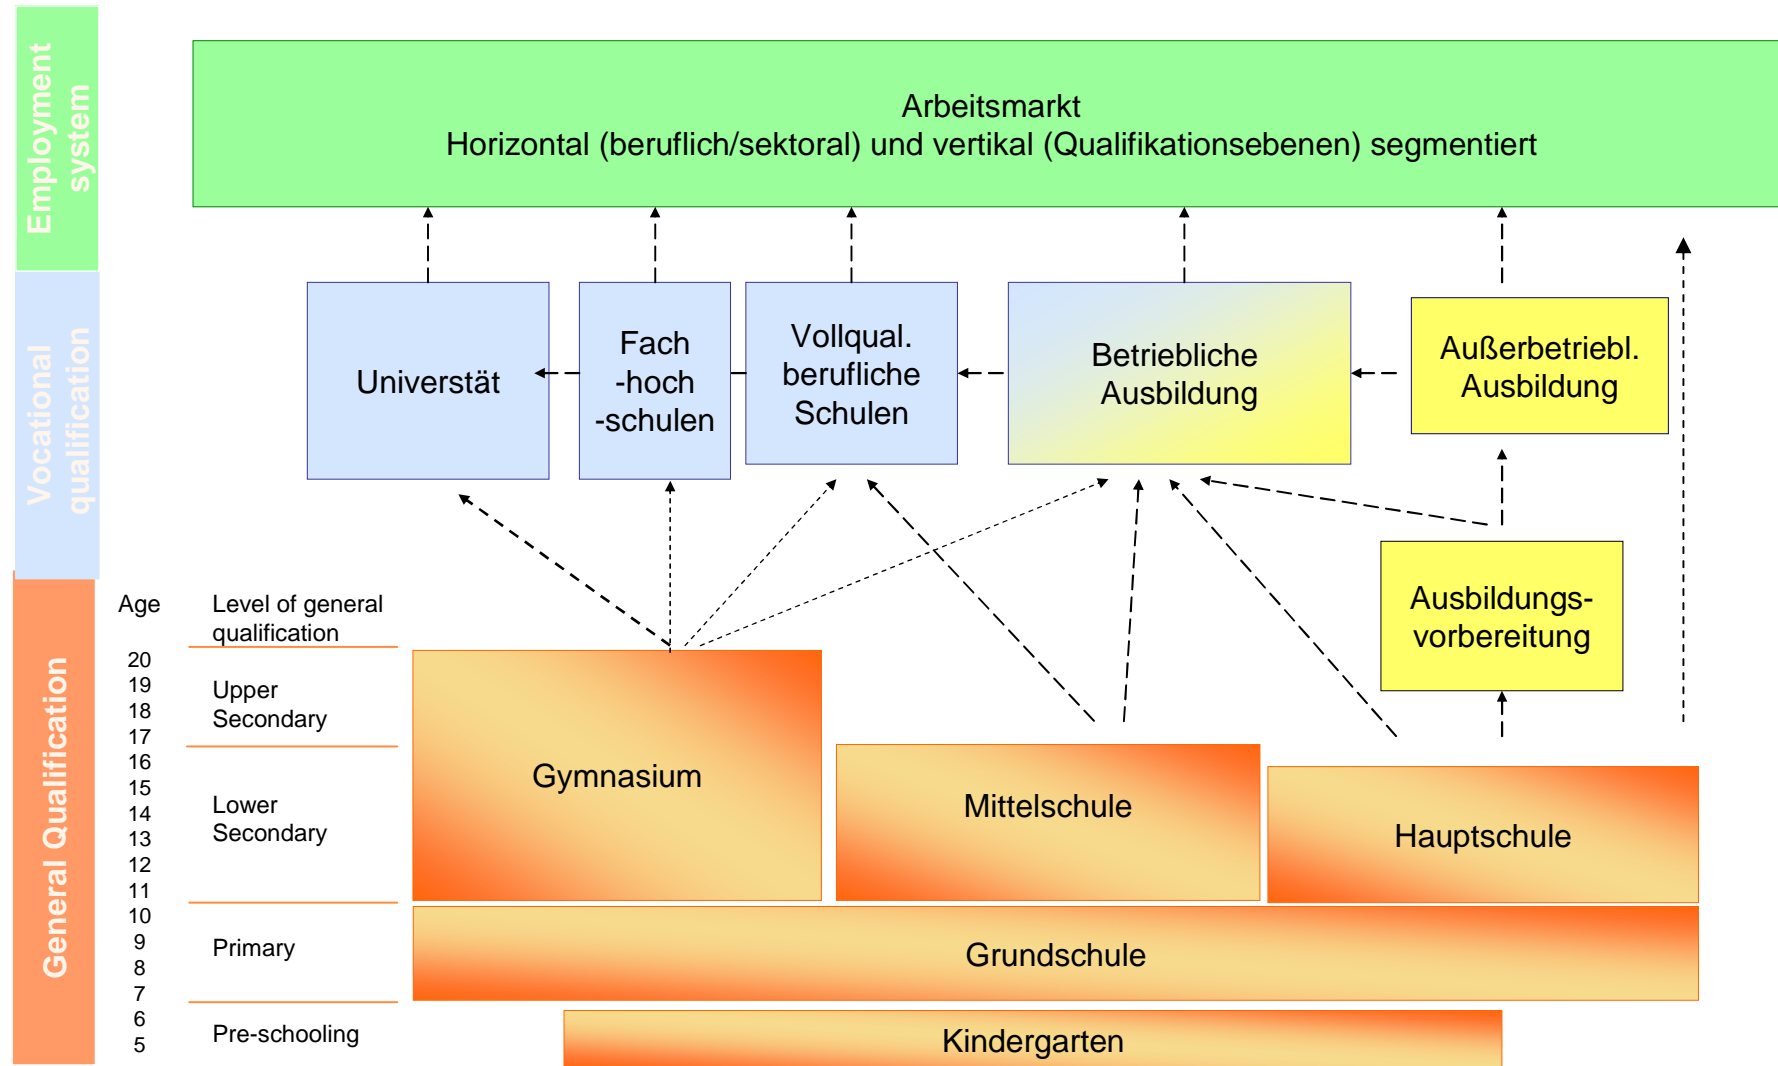 Employment
system
Arbeitsmarkt
Horizontal (beruflich/sektoral) und vertikal (Qualifikationsebenen) segmentiert
Vocational
qualification
Universtät
Fach
-hoch
-schulen
Vollqual.
berufliche
Schulen
Betriebliche
Ausbildung
Außerbetriebl.
Ausbildung
Ausbildungs-
vorbereitung
General Qualification
Age
Level of general
qualification
20
19
18
17
16
15
14
13
12
11
10
9
8
7
6
5
Upper
Secondary
Lower
Secondary
Primary
Pre-schooling
Gymnasium
Mittelschule
Hauptschule
Grundschule
Kindergarten